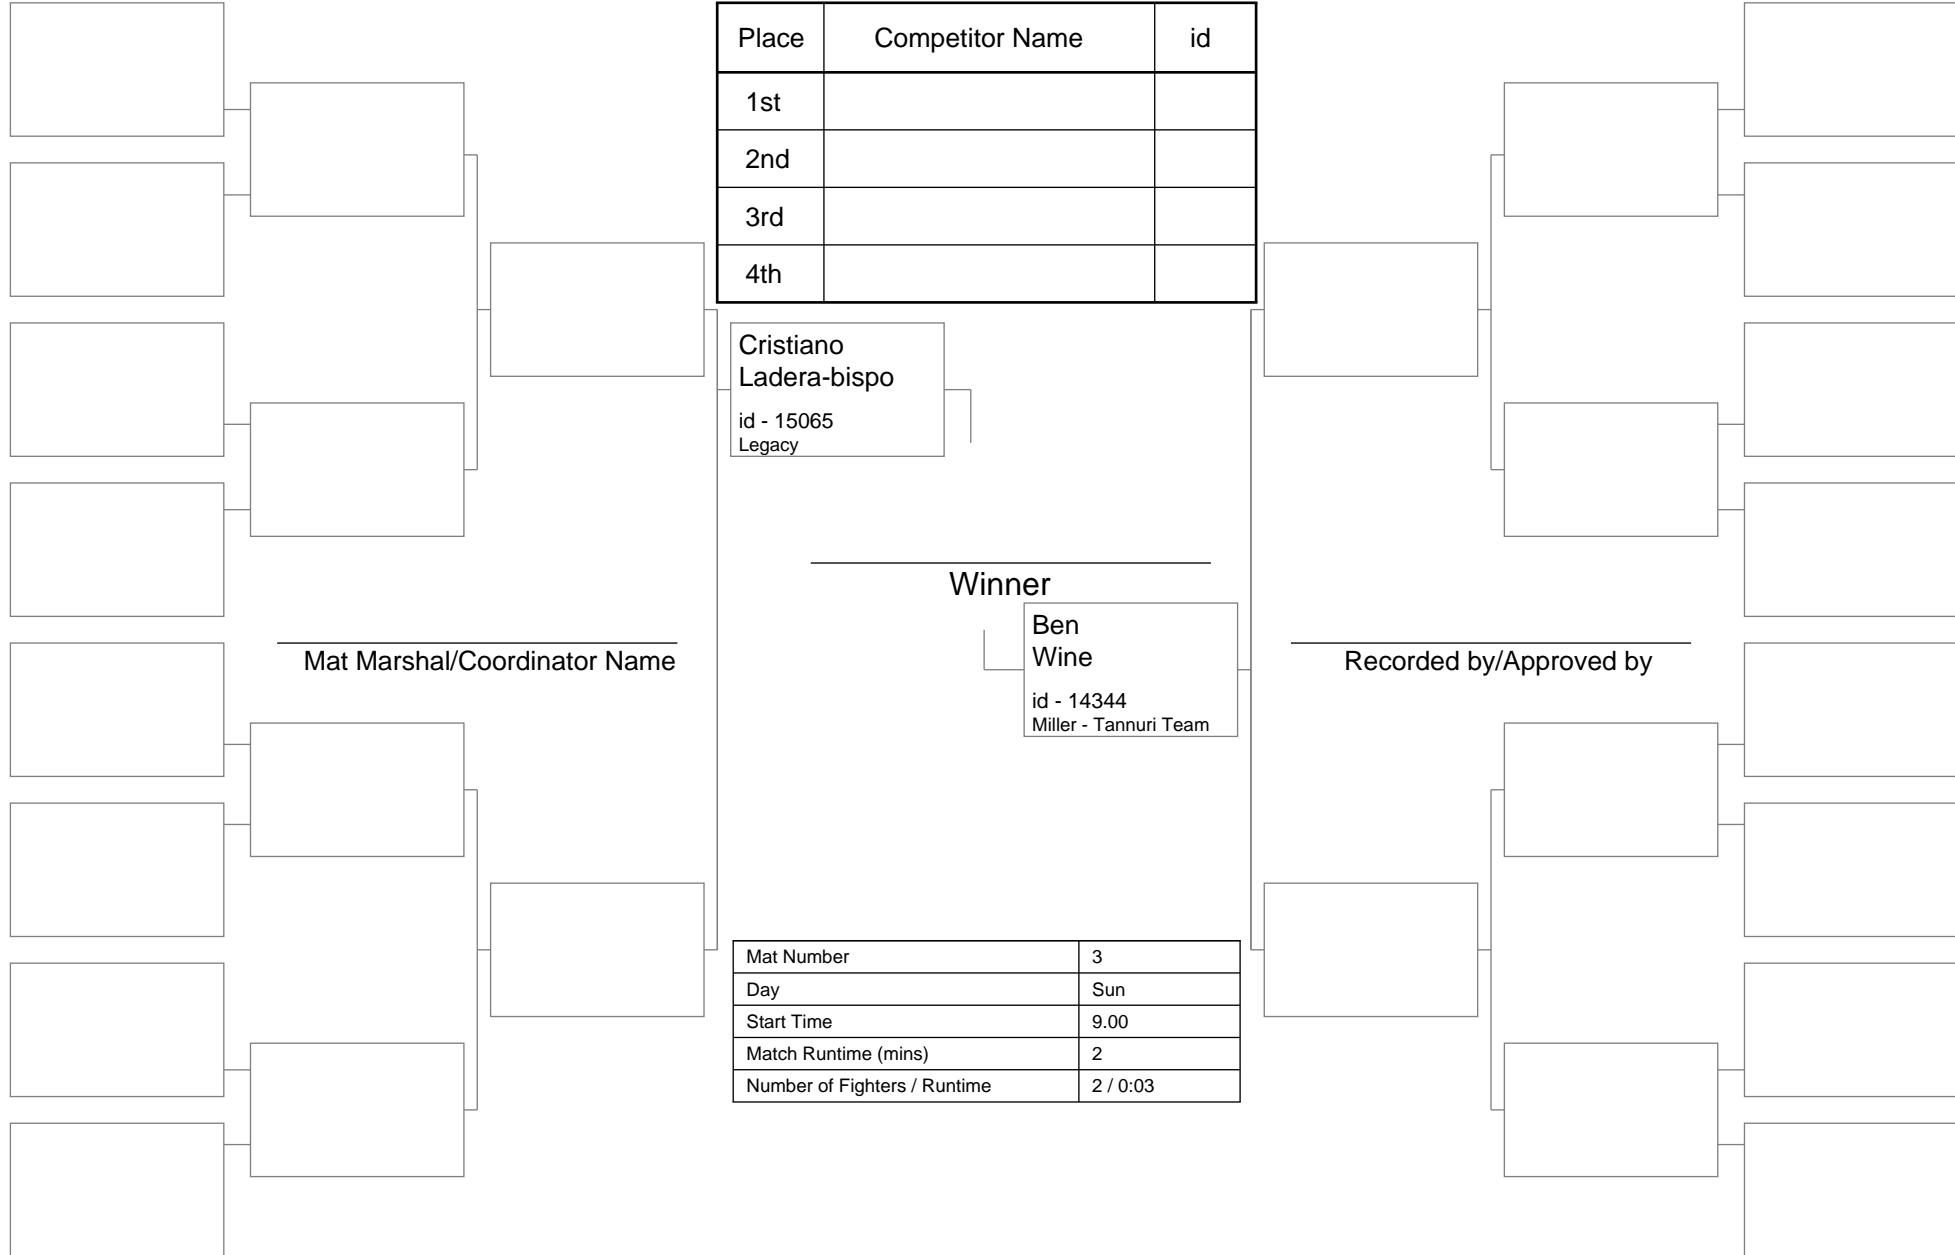 Place Competitor Name id
1st
2nd
3rd
4th
Cristiano
Ladera-bispo
id - 15065
Legacy
Winner
Ben
Wine
id - 14344
Miller - Tannuri Team
Mat Marshal/Coordinator Name
Recorded by/Approved by
Mat Number 3
Day Sun
Start Time 9.00
Match Runtime (mins) 2
Number of Fighters / Runtime 2 / 0:03